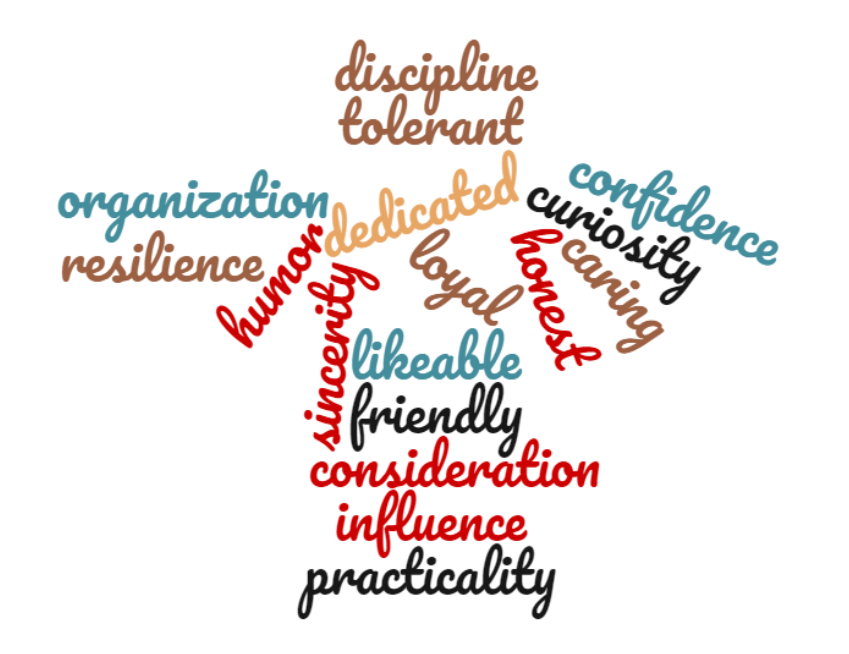 discipline
tolerant
organization
dedicated
confidence
curiosity
resilience
humor
sincerity
loyal
honest
caring
likeable
friendly
consideration
influence
practicality